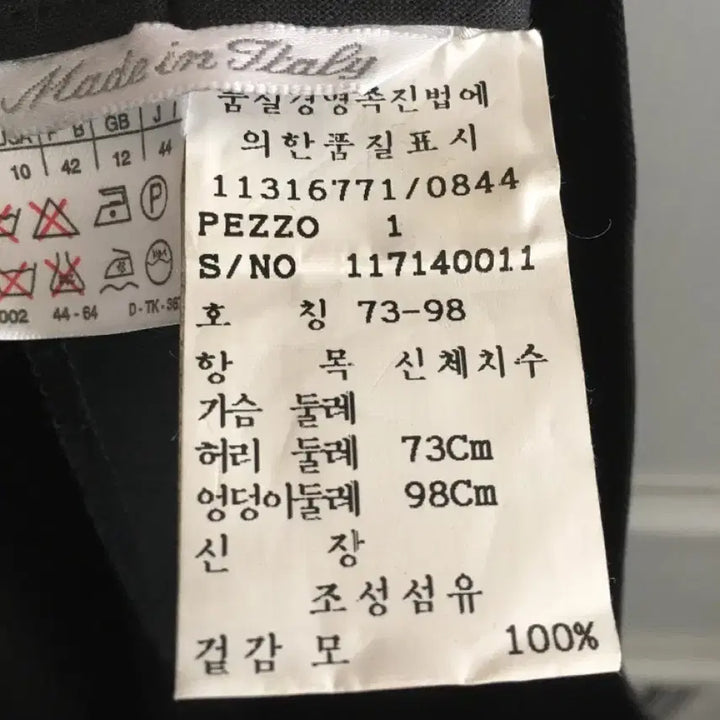 Made in Italy
USA F B GB J I
10 42 12 44
P
002 44-64 D-TK-36
품질경영촉진법에
의한품질표시
11316771/0844
PEZZO 1
S/NO 117140011
호 칭 73-98
항 목 신체치수
가슴 둘레
허리 둘레 73Cm
엉덩아둘레 98Cm
신 장
조성섬유
겉감 모 100%